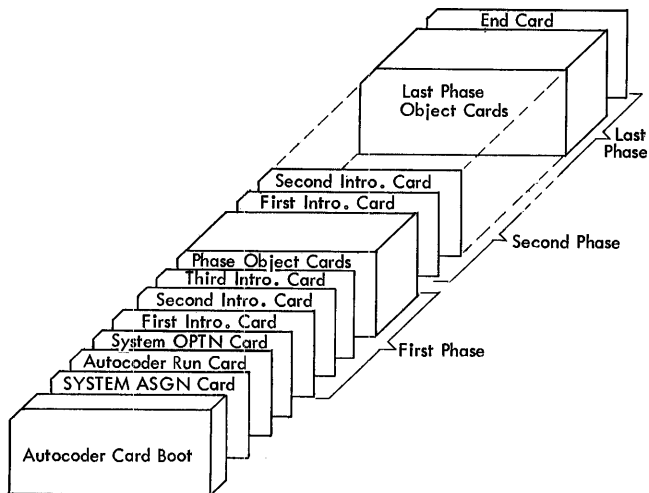 End Card
Last Phase
Object Cards
Last
Phase
Second Intro. Card
First Intro. Card
Second Phase
Phase Object Cards
Third Intro. Card
Second Intro. Card
First Intro. Card
First Phase
System OPTN Card
Autocoder Run Card
SYSTEM ASGN Card
Autocoder Card Boot